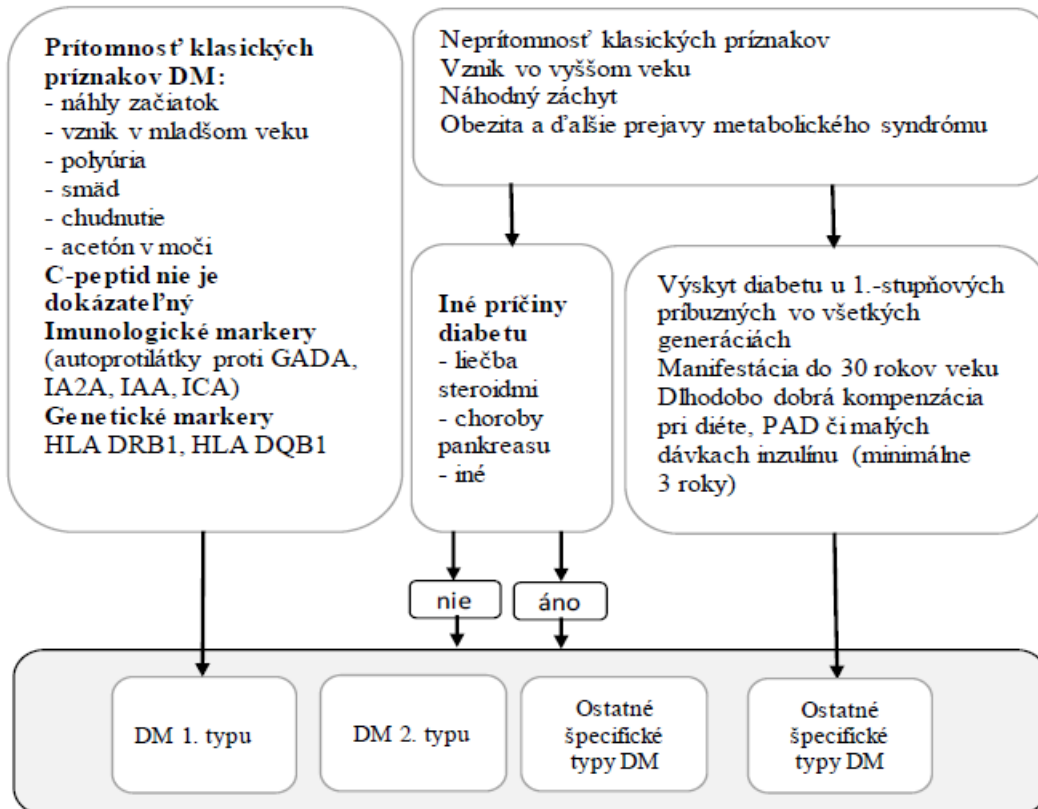 Prítomnosť klasických
príznakov DM:
- náhly začiatok
- vznik v mladšom veku
- polyúria
- smäd
- chudnutie
- acetón v moči
C-peptid nie je
dokázateľný
Imunologické markery
(autoprotilátky proti GADA,
IA2A, IAA, ICA)
Genetické markery
HLA DRB1, HLA DQB1
Neprítomnosť klasických príznakov
Vznik vo vyššom veku
Náhodný záchyt
Obezita a ďalšie prejavy metabolického syndrómu
Iné príčiny
diabetu
- liečba
steroidmi
- choroby
pankreasu
- iné
Výskyt diabetu u 1.-stupňových
príbuzných vo všetkých
generáciách
Manifestácia do 30 rokov veku
Dlhodobo dobrá kompenzácia
pri diéte, PAD či malých
dávkach inzulínu (minimálne
3 roky)
nie
áno
DM 1. typu
DM 2. typu
Ostatné
špecifické
typy DM
Ostatné
špecifické
typy DM